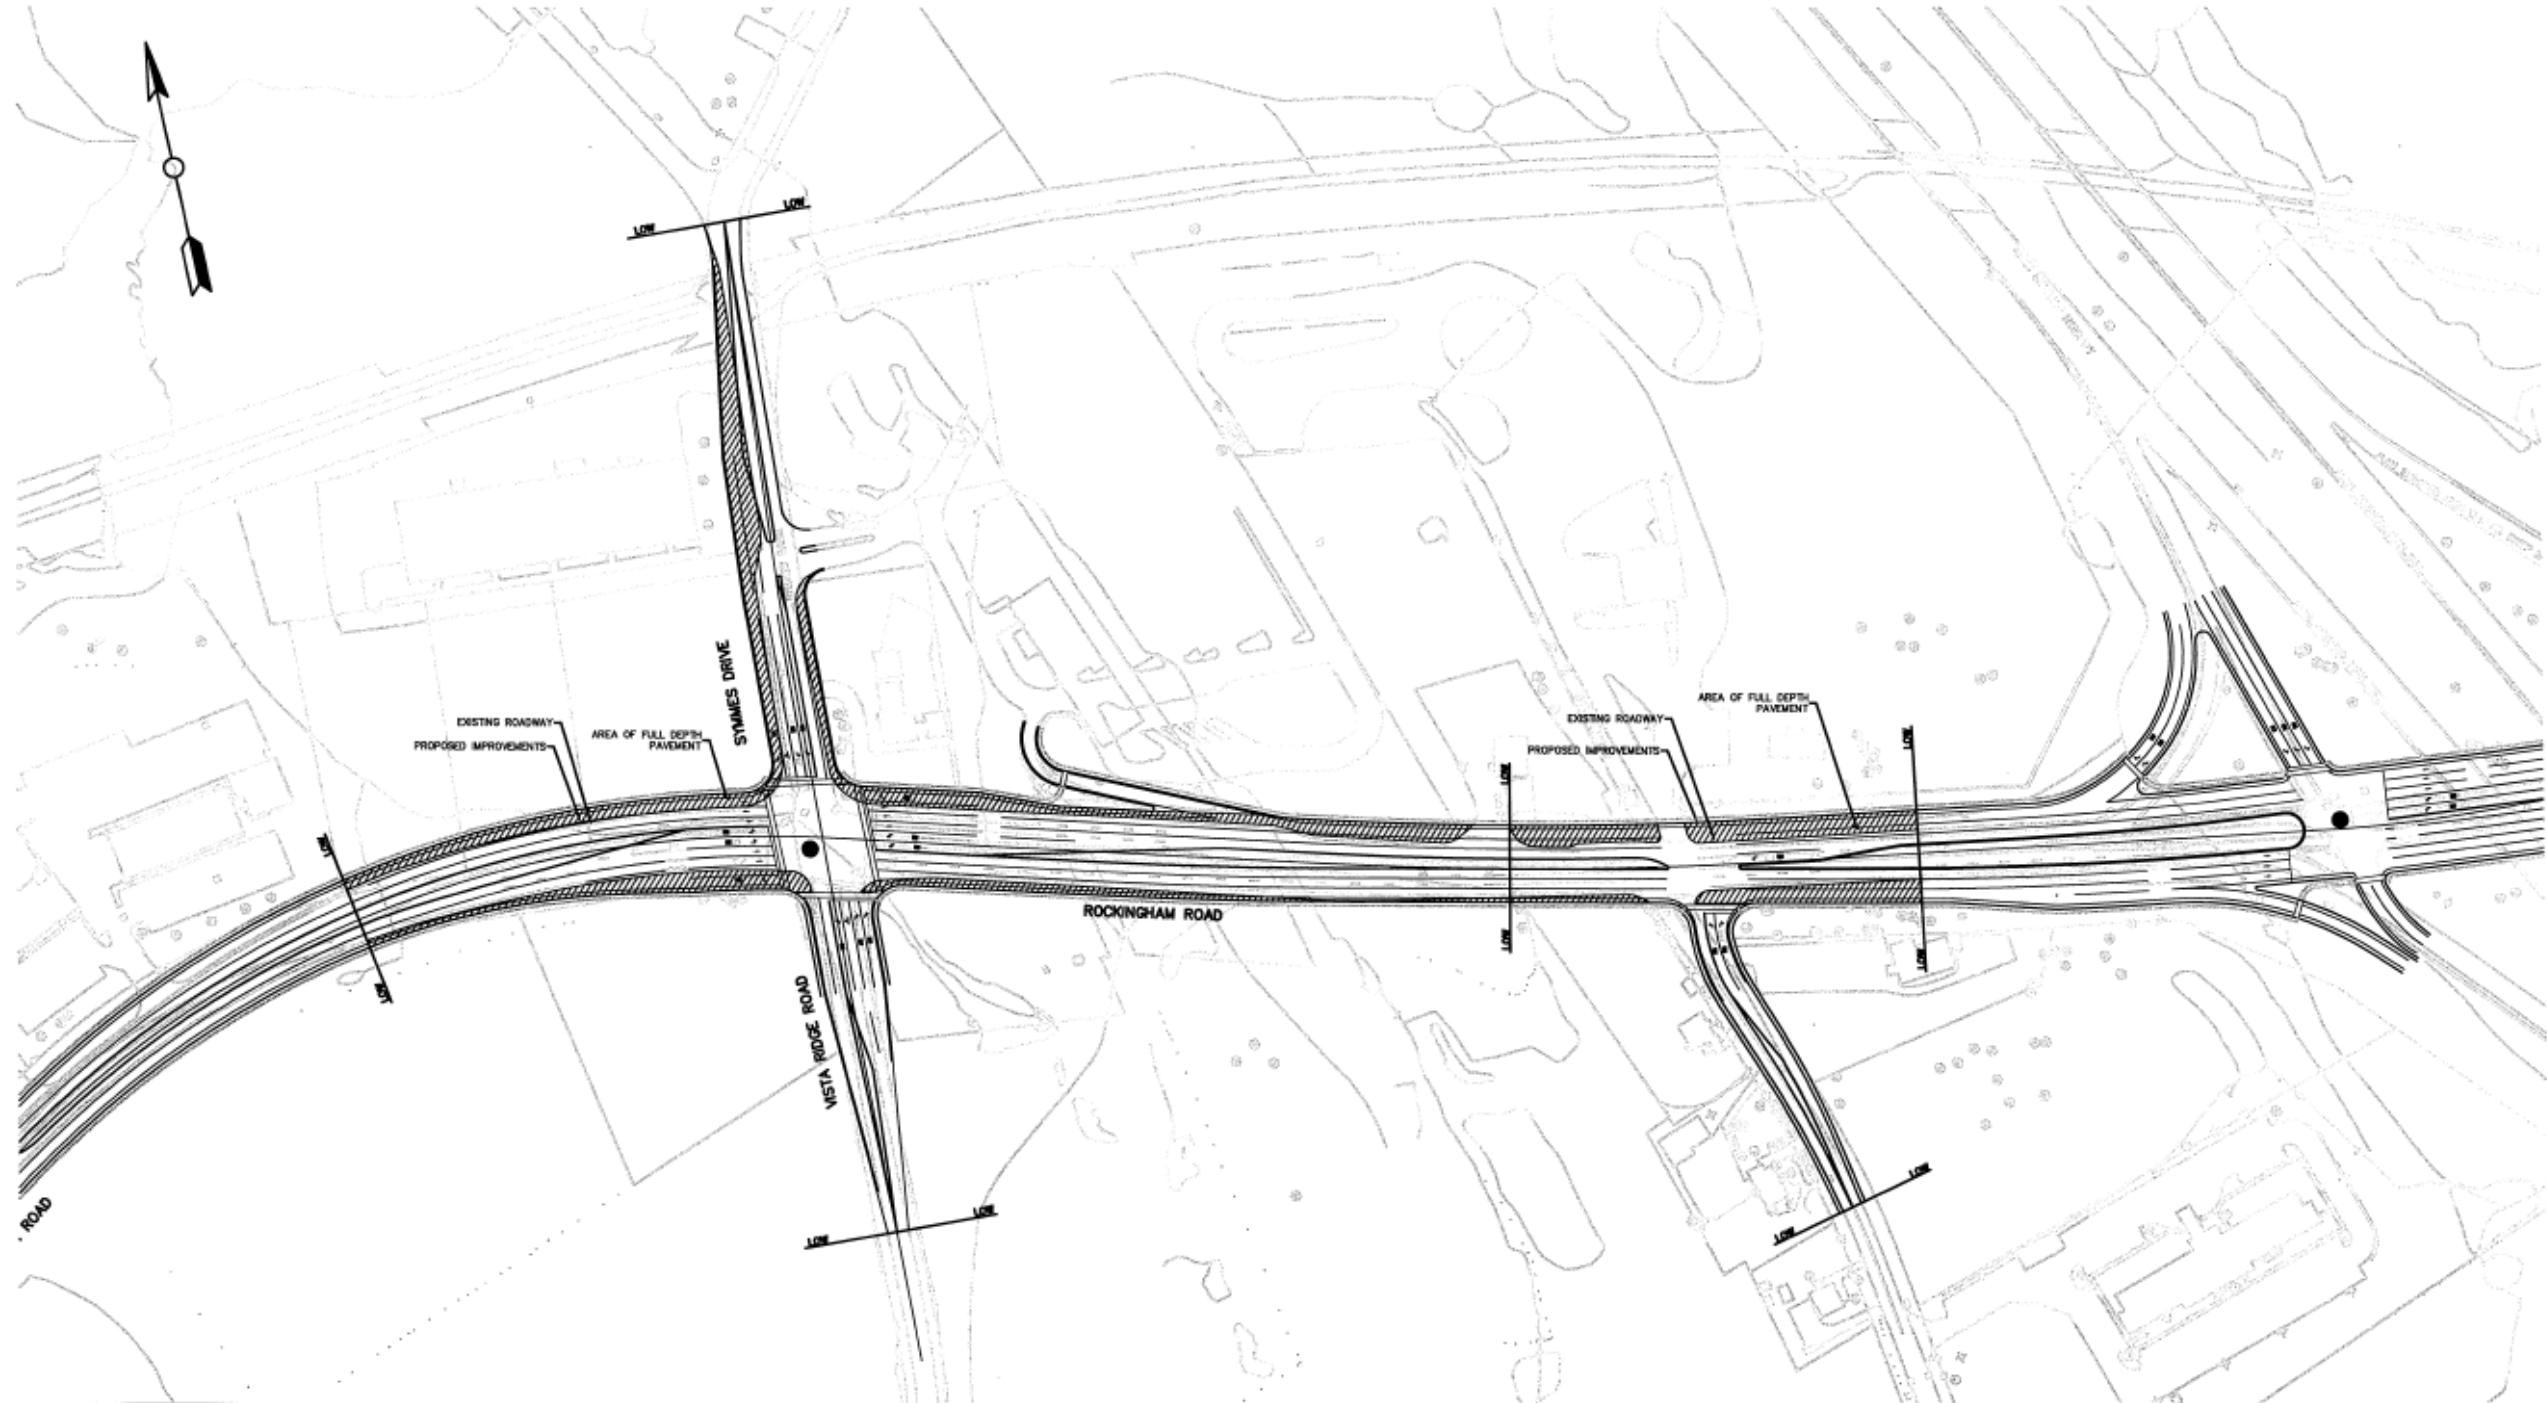 LOW
LOW
SYMMES DRIVE
EXISTING ROADWAY
PROPOSED IMPROVEMENTS
AREA OF FULL DEPTH
PAVEMENT
EXISTING ROADWAY
PROPOSED IMPROVEMENTS
AREA OF FULL DEPTH
PAVEMENT
LOW
LOW
LOW
LOW
LOW
LOW
LOW
ROCKINGHAM ROAD
VISTA RIDGE ROAD
ROAD
LOW
LOW
LOW
LOW